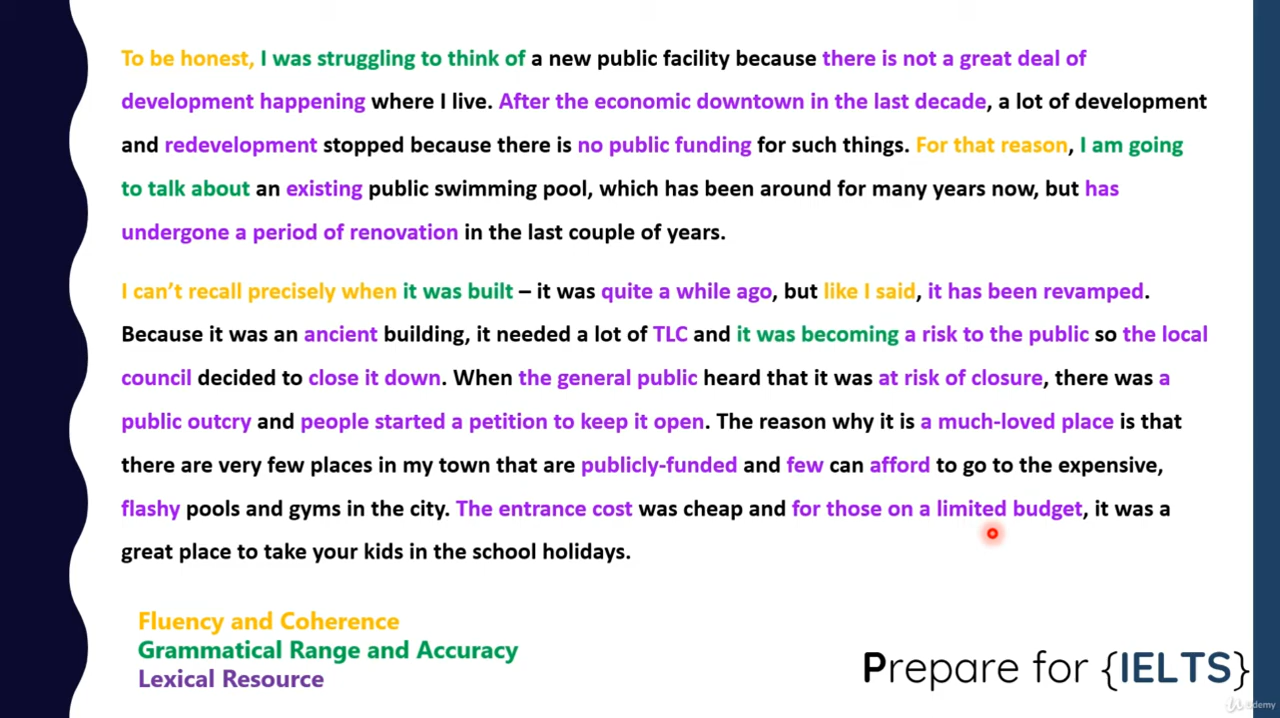 To be honest, I was struggling to think of a new public facility because there is not a great deal of
development happening where I live. After the economic downtown in the last decade, a lot of development
and redevelopment stopped because there is no public funding for such things. For that reason, I am going
to talk about an existing public swimming pool, which has been around for many years now, but has
undergone a period of renovation in the last couple of years.
I can't recall precisely when it was built – it was quite a while ago, but like I said, it has been revamped.
Because it was an ancient building, it needed a lot of TLC and it was becoming a risk to the public so the local
council decided to close it down. When the general public heard that it was at risk of closure, there was a
public outcry and people started a petition to keep it open. The reason why it is a much-loved place is that
there are very few places in my town that are publicly-funded and few can afford to go to the expensive,
flashy pools and gyms in the city. The entrance cost was cheap and for those on a limited budget, it was a
great place to take your kids in the school holidays.
Fluency and Coherence
Grammatical Range and Accuracy
Lexical Resource
Prepare for {IELTS}
Udemy